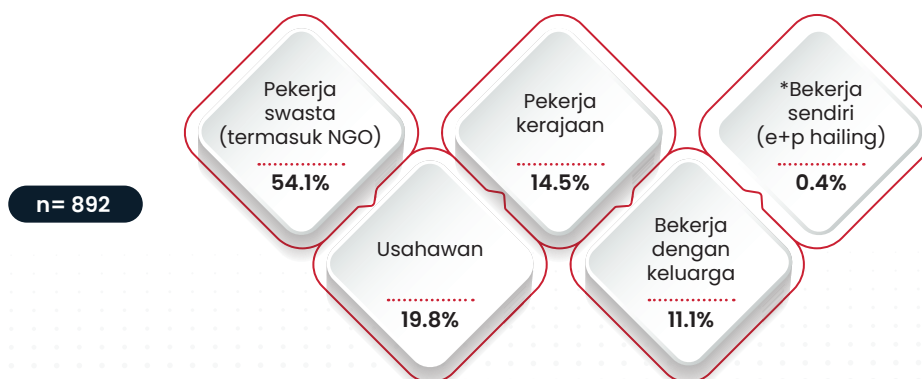 n= 892
Pekerja
swasta
(termasuk NGO)
54.1%
Usahawan
19.8%
Pekerja
kerajaan
14.5%
Bekerja
dengan
keluarga
11.1%
*Bekerja
sendiri
(e+p hailing)
0.4%